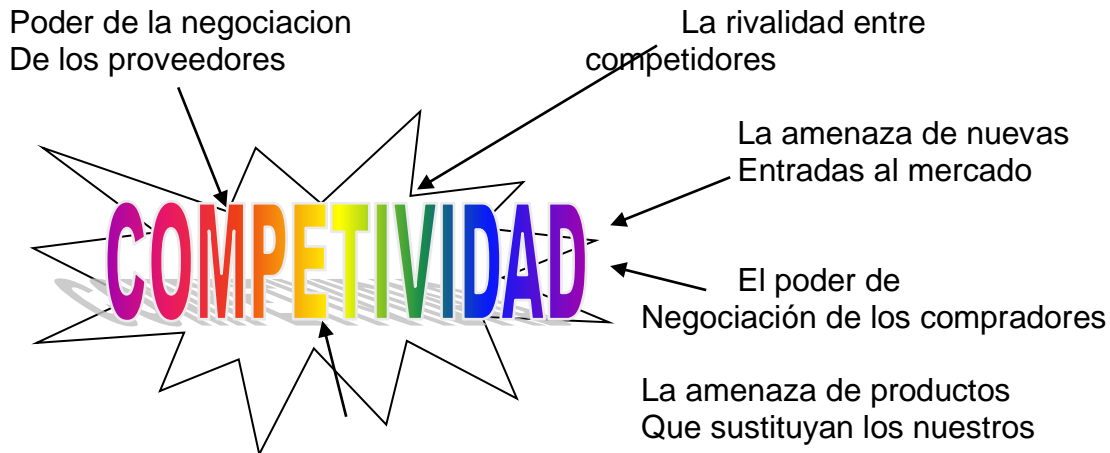 Poder de la negociacion
De los proveedores
La rivalidad entre
competidores
La amenaza de nuevas
Entradas al mercado
COMPETIVIDAD
El poder de
Negociación de los compradores
La amenaza de productos
Que sustituyan los nuestros